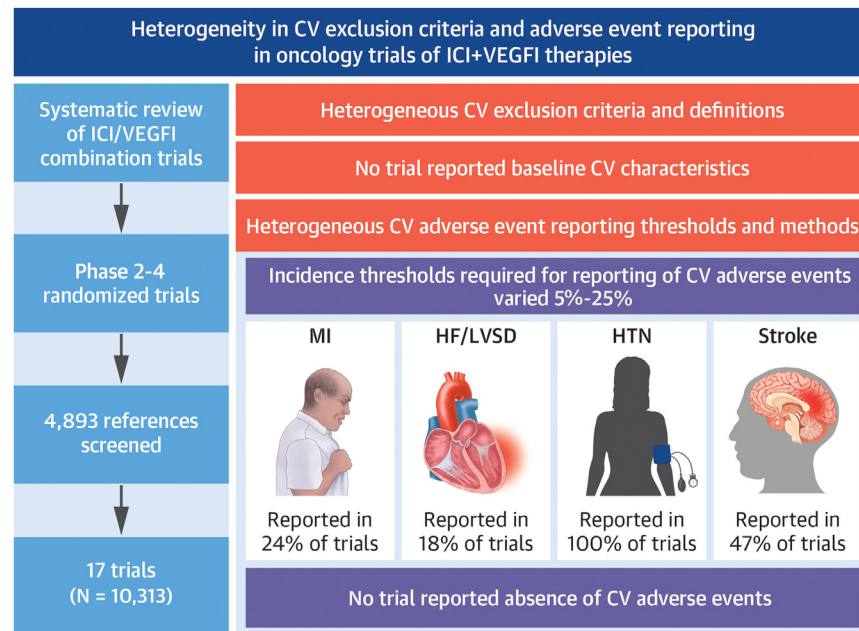 Heterogeneity in CV exclusion criteria and adverse event reporting
in oncology trials of ICI+VEGFI therapies
Systematic review
of ICI/VEGFI
combination trials
Phase 2-4
randomized trials
4,893 references
screened
17 trials
(N = 10,313)
Heterogeneous CV exclusion criteria and definitions
No trial reported baseline CV characteristics
Heterogeneous CV adverse event reporting thresholds and methods
Incidence thresholds required for reporting of CV adverse events
varied 5%-25%
MI
Reported in
24% of trials
HF/LVSD
Reported in
18% of trials
HTN
Reported in
100% of trials
Stroke
Reported in
47% of trials
No trial reported absence of CV adverse events